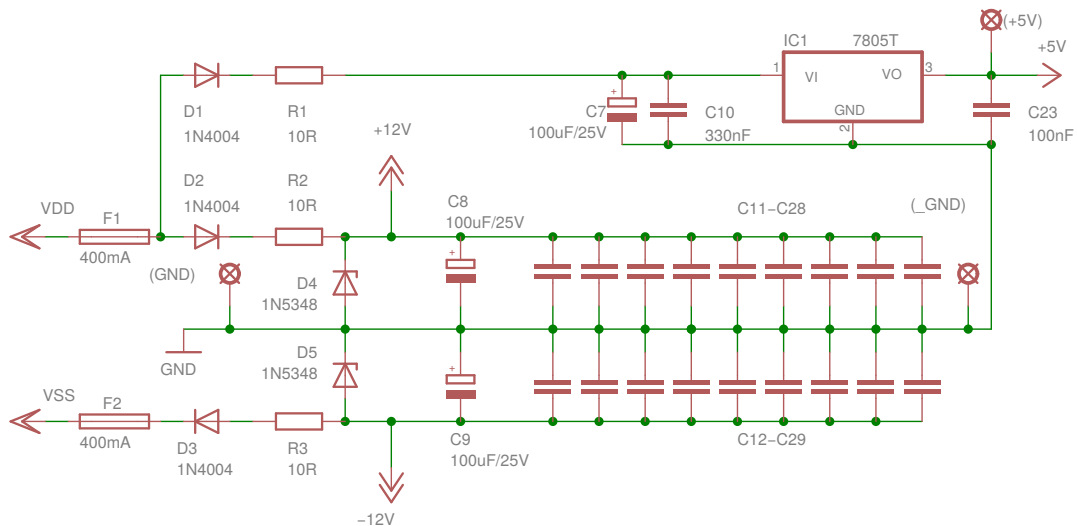 (+5V)
IC1 7805T
+5V
1 VI VO 3
GND
2
D1
1N4004
R1
10R
+
C7
100uF/25V
C10
330nF
C23
100nF
+12V
D2
1N4004
R2
10R
VDD
F1
400mA
C8
100uF/25V
C11−C28
(_GND)
(GND)
+
D4
1N5348
GND
D5
1N5348
+
VSS
F2
400mA
D3
1N4004
R3
10R
C9
100uF/25V
C12−C29
−12V